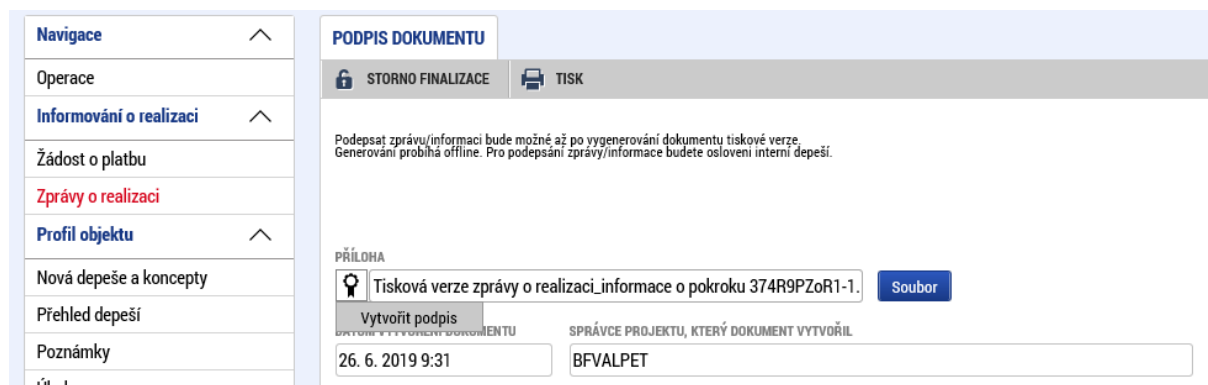 Navigace
Operace
Informování o realizaci
Žádost o platbu
Zprávy o realizaci
Profil objektu
Nová depeše a koncepty
Přehled depeší
Poznámky
PODPIS DOKUMENTU
STORNO FINALIZACE TISK
Podepsat zprávu/informaci bude možné až po vygenerování dokumentu tiskové verze.
Generování probíhá offline. Pro podepsání zprávy/informace budete osloveni interní depeší.
PŘÍLOHA
Tisková verze zprávy o realizaci_informace o pokroku 374R9PZoR1-1. Soubor
Vytvořit podpis
DATUM VYTVOŘENÍ DOKUMENTU SPRÁVCE PROJEKTU, KTERÝ DOKUMENT VYTVOŘIL
26. 6. 2019 9:31 BFVALPET